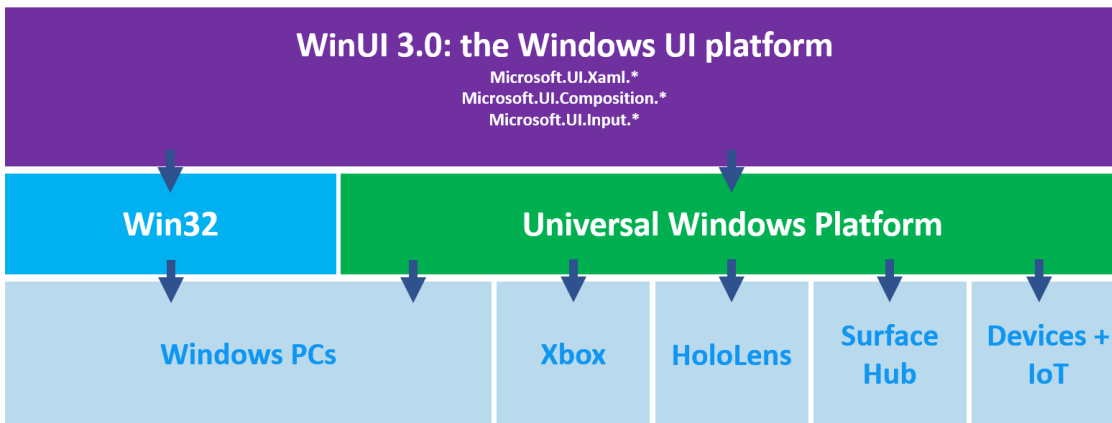 WinUI 3.0: the Windows UI platform
Microsoft.UI.Xaml.*
Microsoft.UI.Composition.*
Microsoft.UI.Input.*
Win32
Universal Windows Platform
Windows PCs
Xbox
HoloLens
Surface
Hub
Devices +
IoT